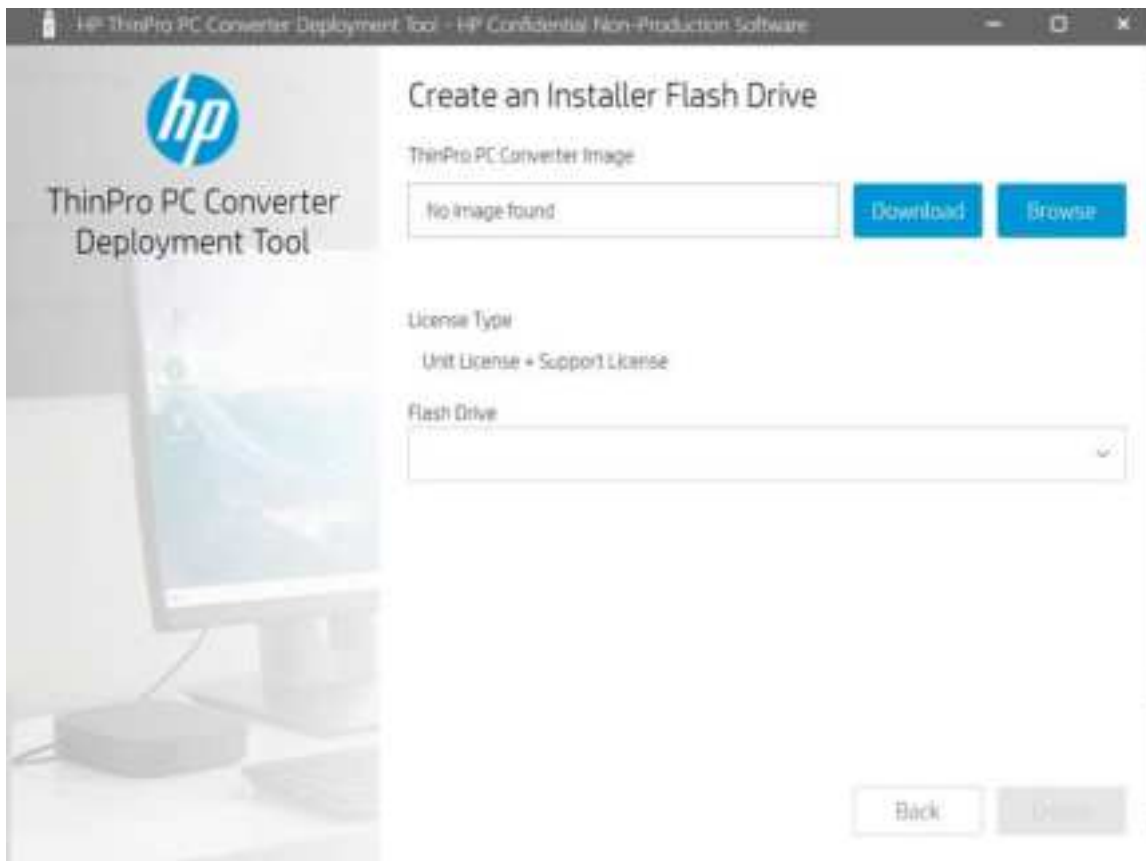 HP ThinPro PC Converter Deployment Tool - HP Confidential Non-Production Software
hp
ThinPro PC Converter
Deployment Tool
Create an Installer Flash Drive
ThinPro PC Converter Image
No image found
Download
Browse
License Type
Unit License + Support License
Flash Drive
Back